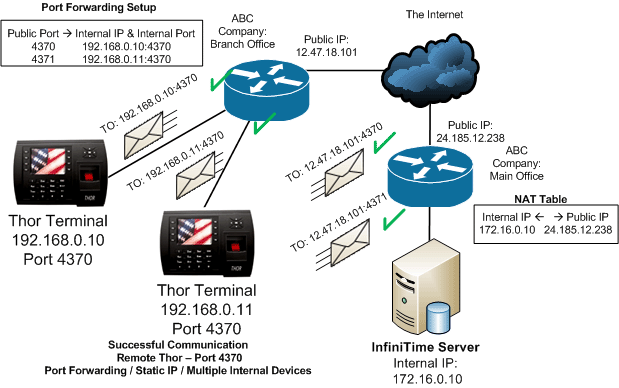 Port Forwarding Setup
Public Port → Internal IP & Internal Port
4370 192.168.0.10:4370
4371 192.168.0.11:4370
ABC
Company:
Branch Office
Public IP:
12.47.18.101
The Internet
TO: 192.168.0.10:4370
TO: 192.168.0.11:4370
Public IP:
24.185.12.238
ABC
Company:
Main Office
TO: 12.47.18.101:4370
TO: 12.47.18.101:4371
NAT Table
Internal IP ← → Public IP
172.16.0.10 24.185.12.238
THOR
Thor Terminal
192.168.0.10
Port 4370
THOR
Thor Terminal
192.168.0.11
Port 4370
InfiniTime Server
Internal IP:
172.16.0.10
Successful Communication
Remote Thor – Port 4370
Port Forwarding / Static IP / Multiple Internal Devices